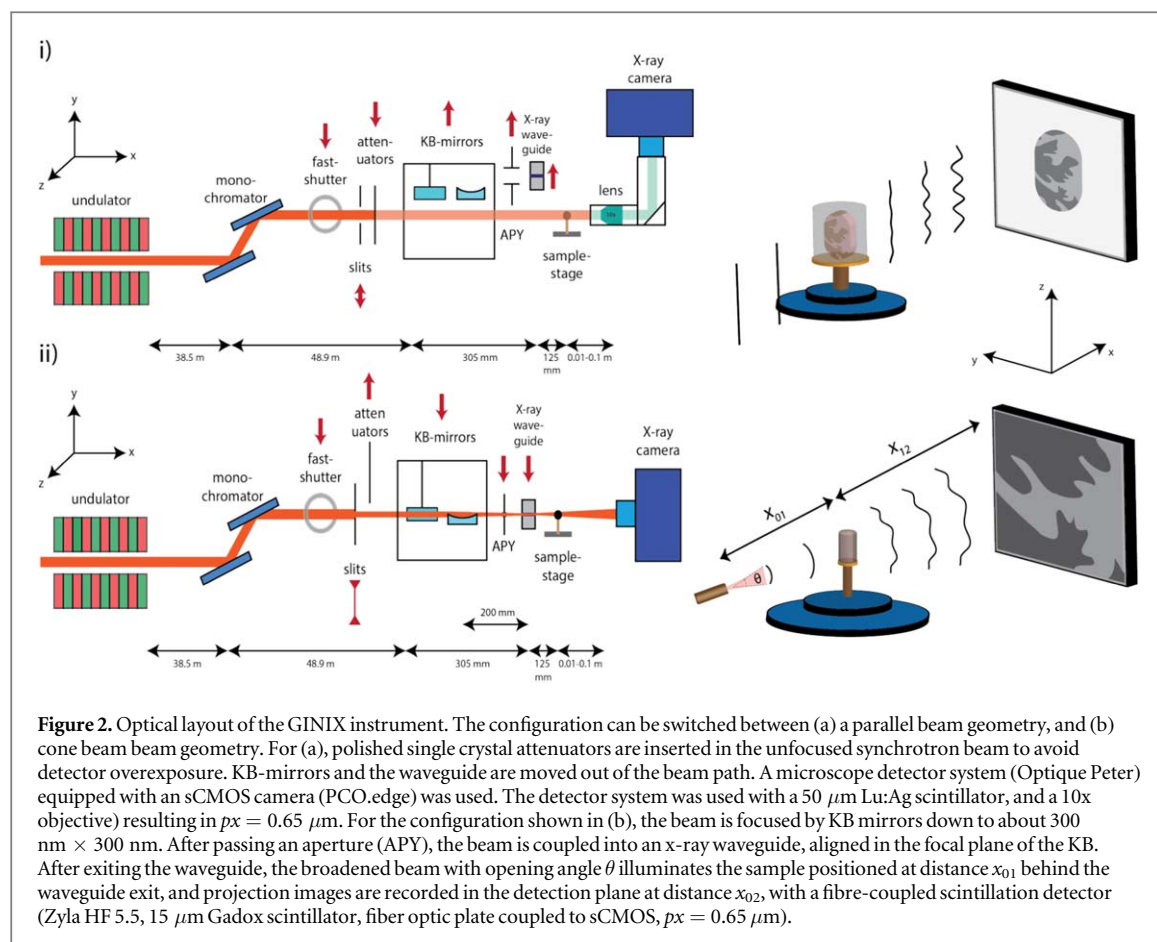 i)
X-ray
camera
y
x
z
undulator
mono-
chromator
fast-
shutter
atten-
uators
KB-mirrors
X-ray
wave-
guide
lens
10x
slits
APY
sample-
stage
38.5 m
48.9 m
305 mm
125
mm
0.01-0.1 m
z
y
x
ii)
y
x
z
undulator
mono-
chromator
fast-
shutter
atten
uators
KB-mirrors
X-ray
wave-
guide
X-ray
camera
slits
APY
sample-
stage
200 mm
38.5 m
48.9 m
305 mm
125
mm
0.01-0.1 m
x01
x12
θ
Figure 2. Optical layout of the GINIX instrument. The configuration can be switched between (a) a parallel beam geometry, and (b)
cone beam beam geometry. For (a), polished single crystal attenuators are inserted in the unfocused synchrotron beam to avoid
detector overexposure. KB-mirrors and the waveguide are moved out of the beam path. A microscope detector system (Optique Peter)
equipped with an sCMOS camera (PCO.edge) was used. The detector system was used with a 50 μm Lu:Ag scintillator, and a 10x
objective) resulting in px = 0.65 μm. For the configuration shown in (b), the beam is focused by KB mirrors down to about 300
nm × 300 nm. After passing an aperture (APY), the beam is coupled into an x-ray waveguide, aligned in the focal plane of the KB.
After exiting the waveguide, the broadened beam with opening angle θ illuminates the sample positioned at distance x01 behind the
waveguide exit, and projection images are recorded in the detection plane at distance x02, with a fibre-coupled scintillation detector
(Zyla HF 5.5, 15 μm Gadox scintillator, fiber optic plate coupled to sCMOS, px = 0.65 μm).